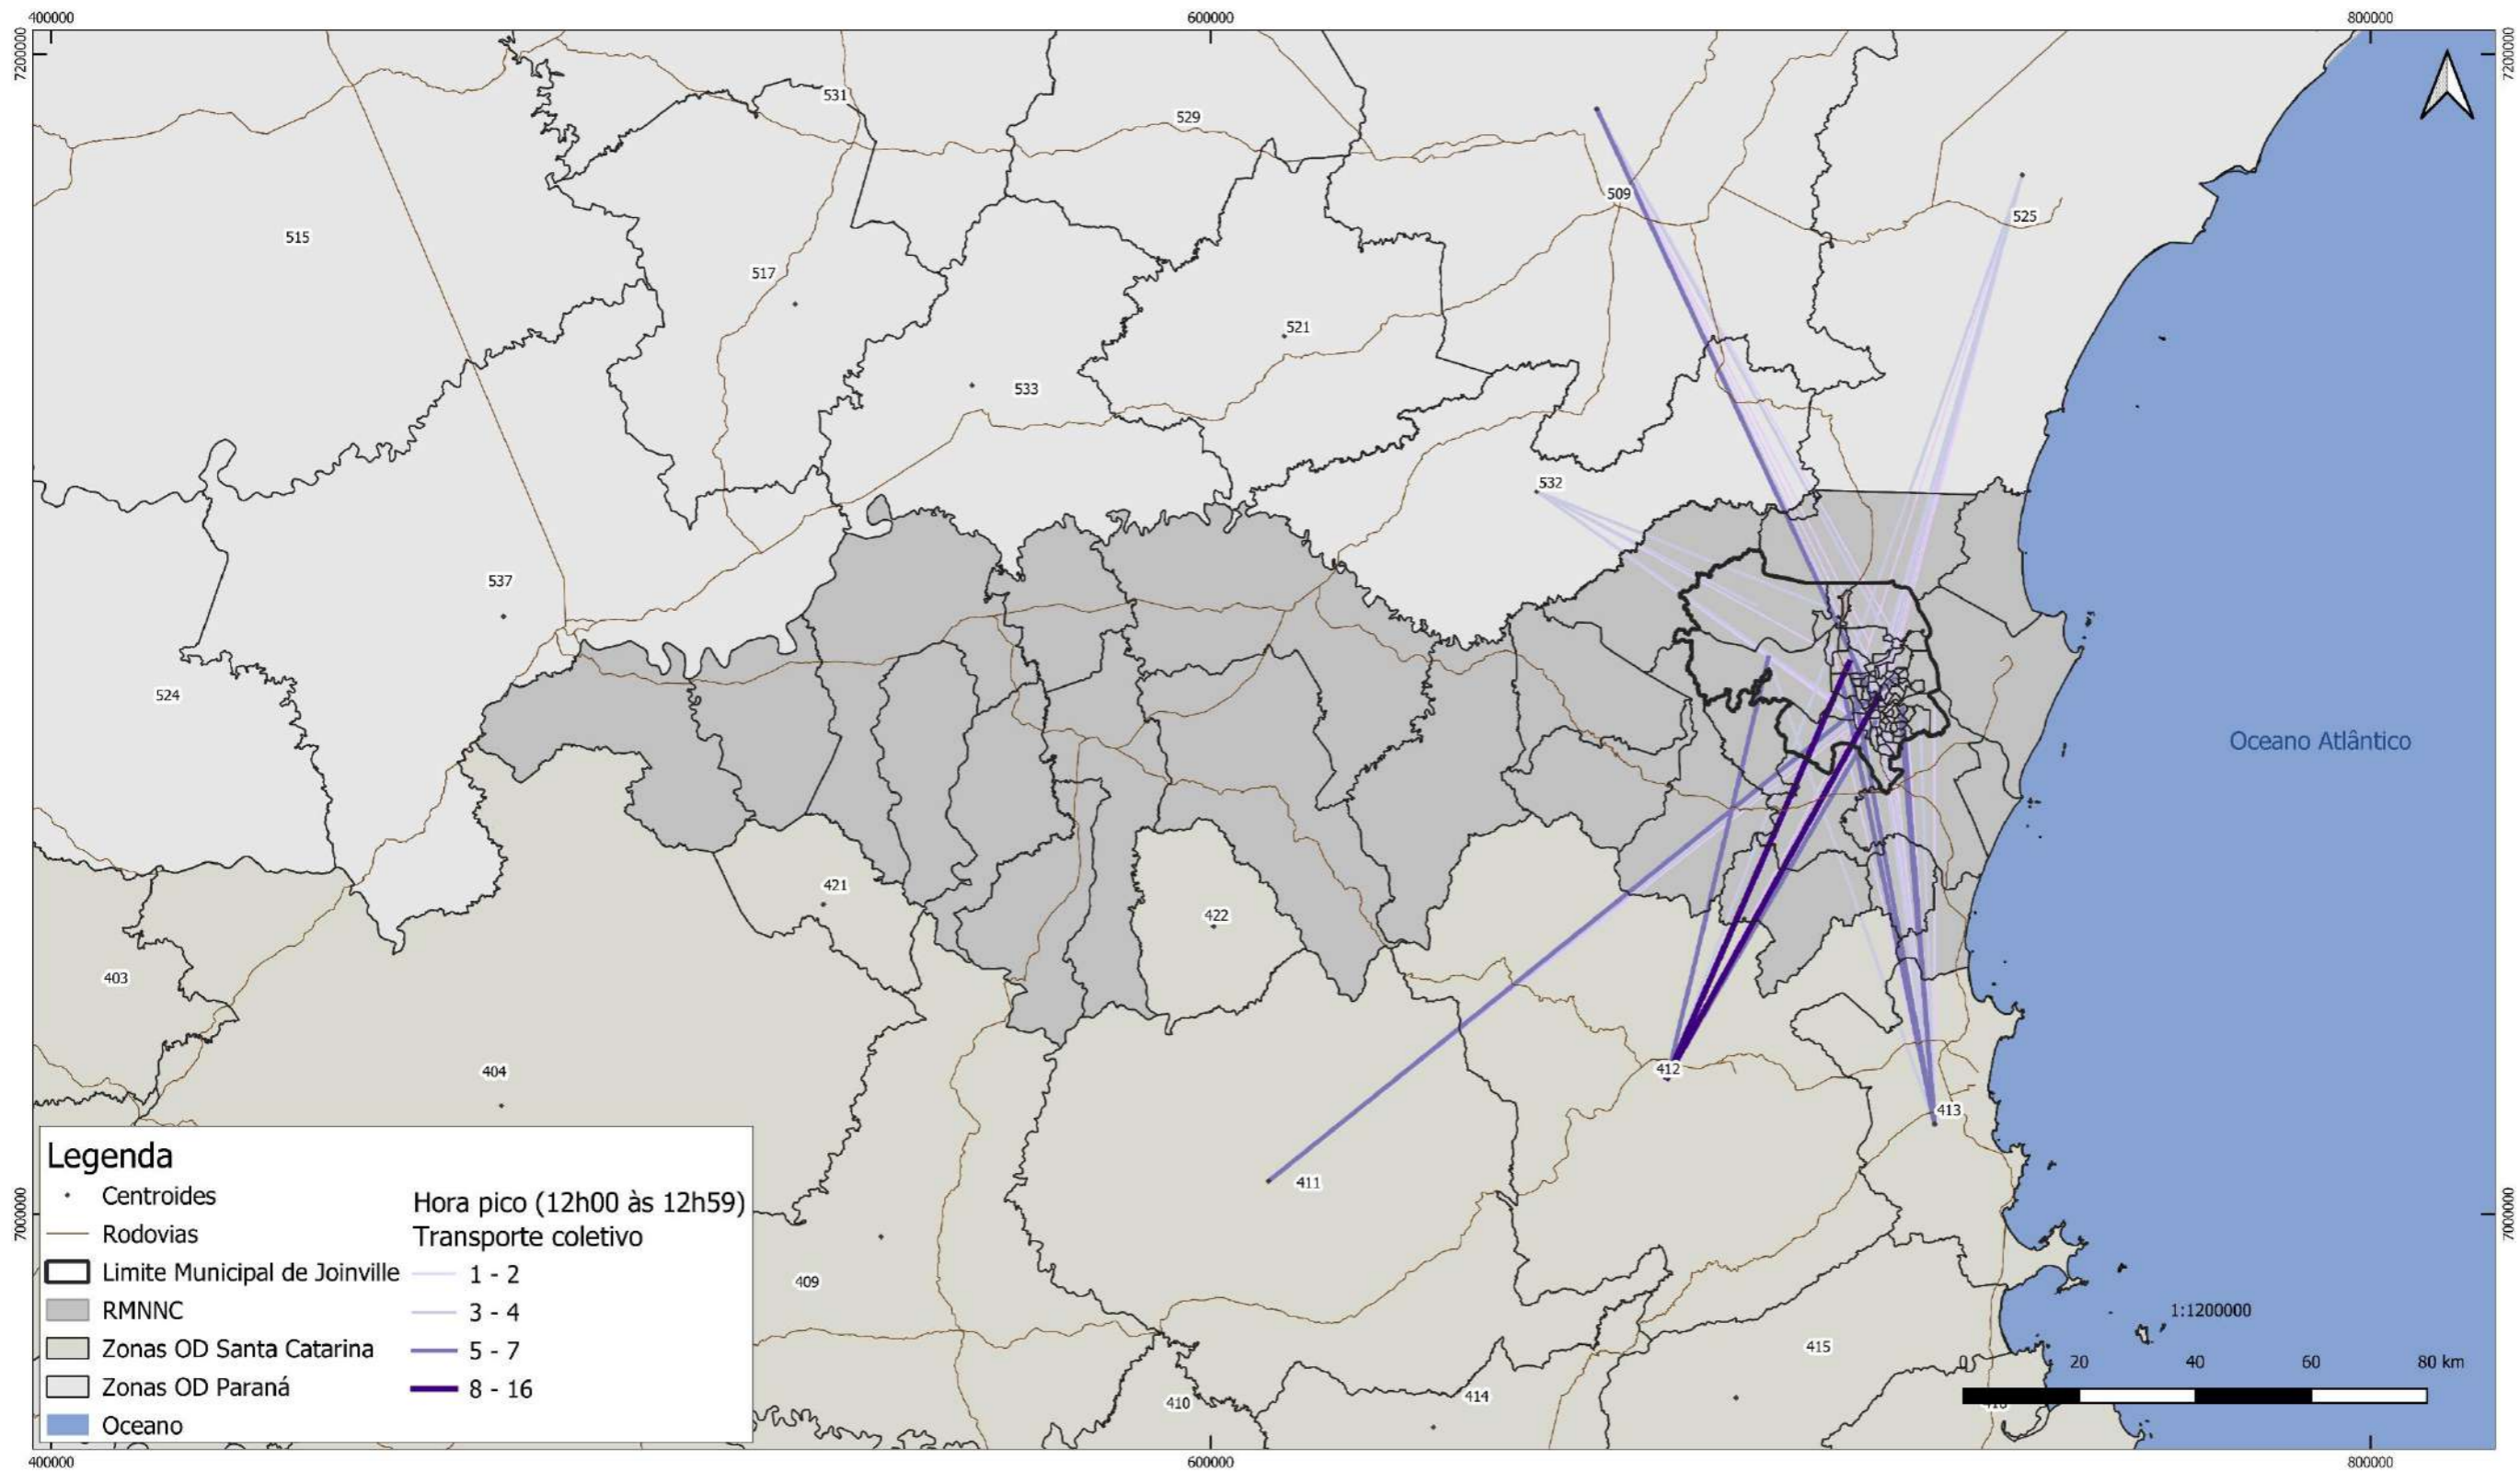 400000
600000
800000
7200000
7200000
531
529
509
525
515
517
521
533
532
537
524
Oceano Atlântico
421
422
403
404
412
413
411
409
415
414
410
7000000
7000000
Legenda
Centroides
Rodovias
Limite Municipal de Joinville
RMNNC
Zonas OD Santa Catarina
Zonas OD Paraná
Oceano
Hora pico (12h00 às 12h59)
Transporte coletivo
1 - 2
3 - 4
5 - 7
8 - 16
1:1200000
0
20
40
60
80 km
400000
600000
800000